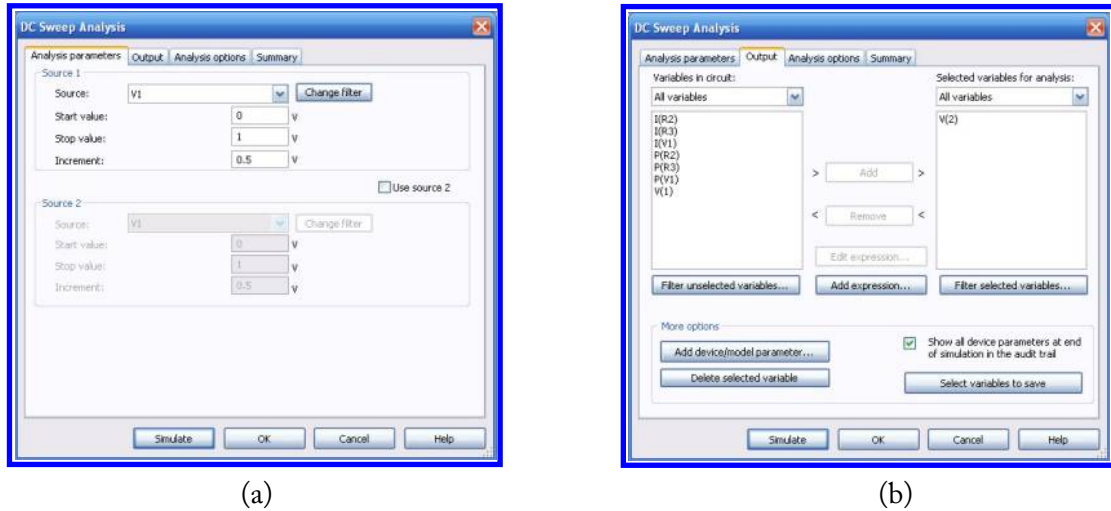 DC Sweep Analysis
Analysis parameters Output Analysis options Summary
Source 1
Source: V1 Change filter
Start value: 0 V
Stop value: 1 V
Increment: 0.5 V
Use source 2
Source 2
Source: V1 Change filter
Start value: 0 V
Stop value: 1 V
Increment: 0.5 V
Simulate OK Cancel Help
(a)
DC Sweep Analysis
Analysis parameters Output Analysis options Summary
Variables in circuit: Selected variables for analysis:
All variables All variables
I(R2) V(2)
I(R3)
I(V1)
P(R2)
P(R3)
P(V1)
V(1)
> Add >
< Remove <
Edit expression...
Filter unselected variables... Add expression... Filter selected variables...
More options
Add device/model parameter... Show all device parameters at end
of simulation in the audit trail
Delete selected variable Select variables to save
Simulate OK Cancel Help
(b)